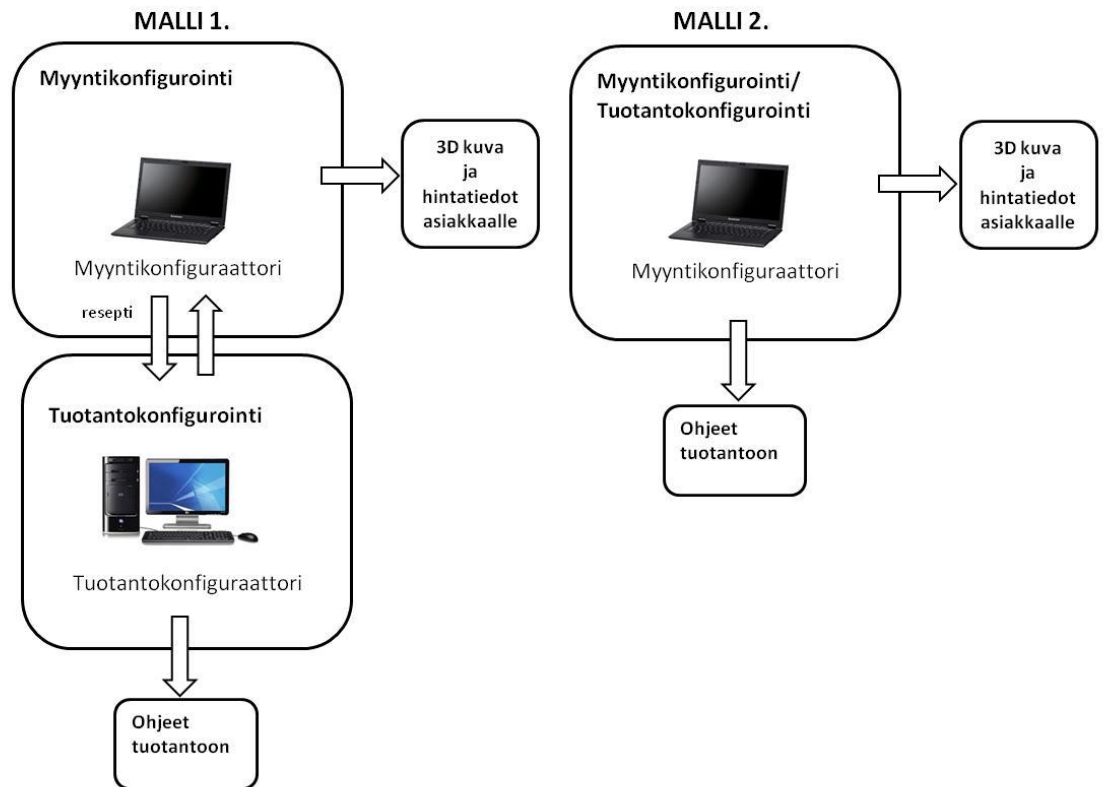 MALLI 1.
Myyntikonfigurointi
Myyntikonfiguraattori
resepti
3D kuva
ja
hintatiedot
asiakkaalle
Tuotantokonfigurointi
Tuotantokonfiguraattori
Ohjeet
tuotantoon
MALLI 2.
Myyntikonfigurointi/
Tuotantokonfigurointi
Myyntikonfiguraattori
3D kuva
ja
hintatiedot
asiakkaalle
Ohjeet
tuotantoon